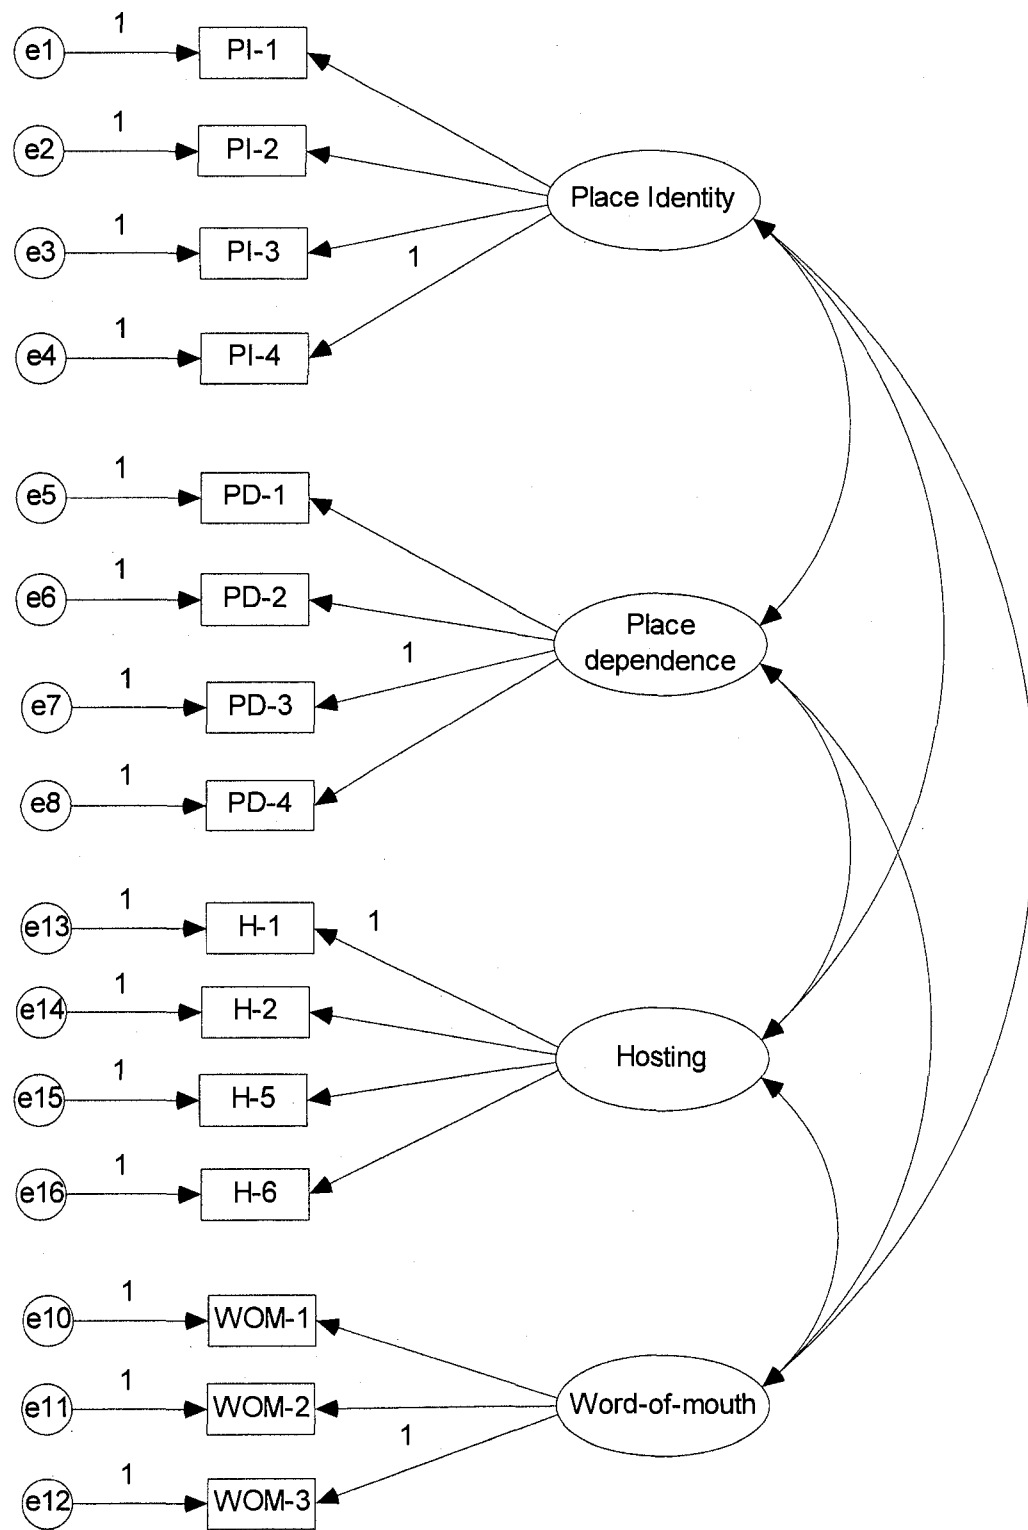 1
e1 PI-1
1
e2 PI-2
Place Identity
1
e3 PI-3
1
1
e4 PI-4
1
e5 PD-1
1
e6 PD-2
Place
dependence
1
1
e7 PD-3
1
e8 PD-4
1
e13 H-1
1
1
e14 H-2
Hosting
1
e15 H-5
1
e16 H-6
1
e10 WOM-1
1
e11 WOM-2
Word-of-mouth
1
1
e12 WOM-3